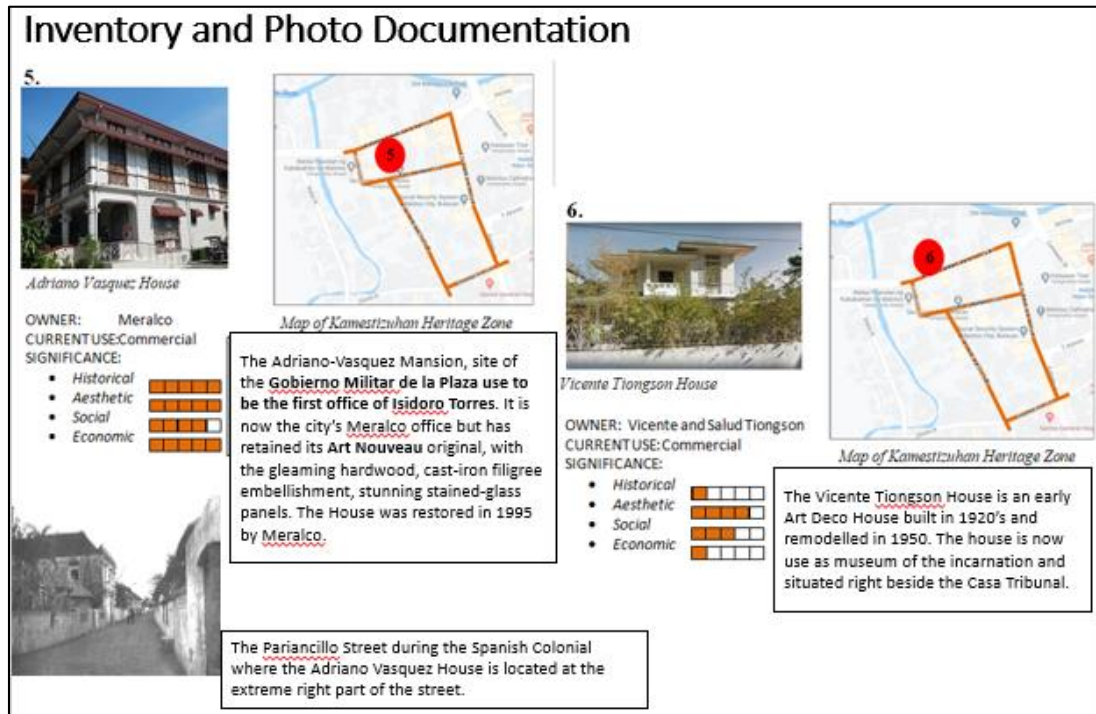 Inventory and Photo Documentation
5.
5
Adriano Vasquez House
Map of Kamestizuhan Heritage Zone
OWNER: Meralco
CURRENT USE:Commercial
SIGNIFICANCE:
• Historical
• Aesthetic
• Social
• Economic
The Adriano-Vasquez Mansion, site of
the Gobierno Militar de la Plaza use to
be the first office of Isidoro Torres. It is
now the city's Meralco office but has
retained its Art Nouveau original, with
the gleaming hardwood, cast-iron filigree
embellishment, stunning stained-glass
panels. The House was restored in 1995
by Meralco.
The Pariancillo Street during the Spanish Colonial
where the Adriano Vasquez House is located at the
extreme right part of the street.
6.
6
Vicente Tiongson House
Map of Kamestizuhan Heritage Zone
OWNER: Vicente and Salud Tiongson
CURRENT USE:Commercial
SIGNIFICANCE:
• Historical
• Aesthetic
• Social
• Economic
The Vicente Tiongson House is an early
Art Deco House built in 1920's and
remodelled in 1950. The house is now
use as museum of the incarnation and
situated right beside the Casa Tribunal.